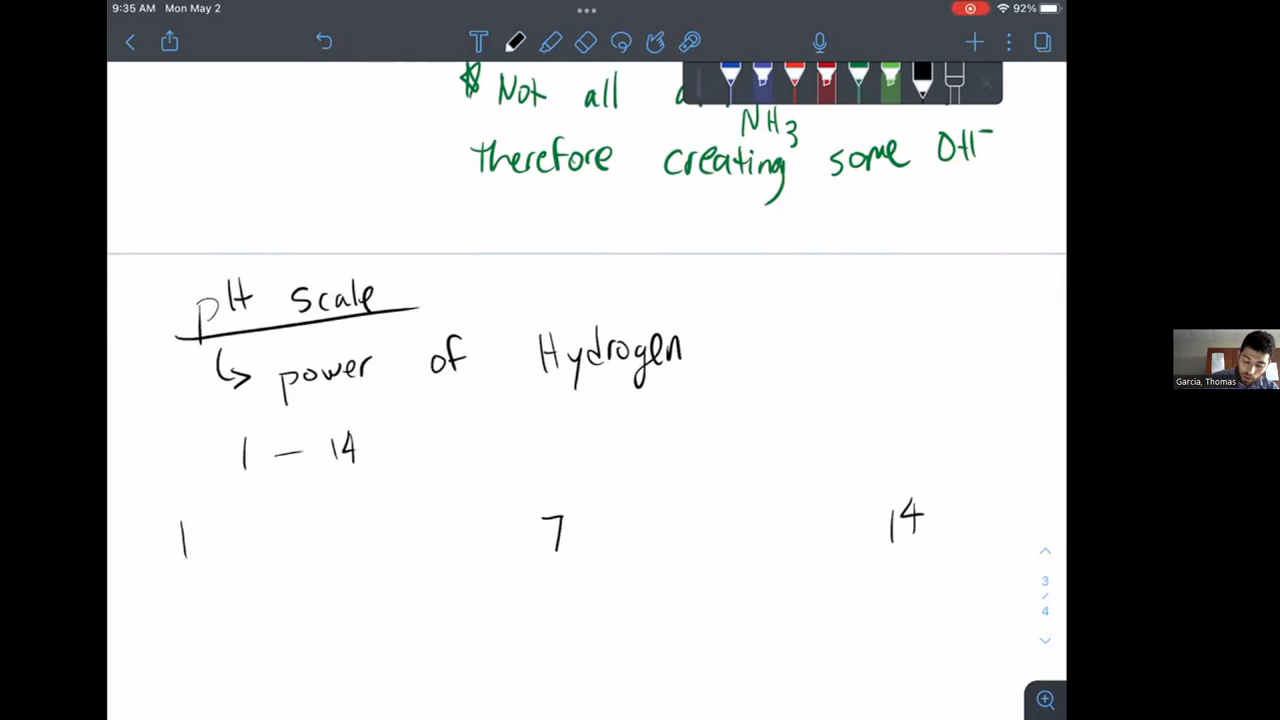 9:35 AM Mon May 2
92%
Not all
NH3
therefore creating some OH-
pH scale
↳ power of Hydrogen
1 – 14
1 7 14
3
/
4
Garcia, Thomas